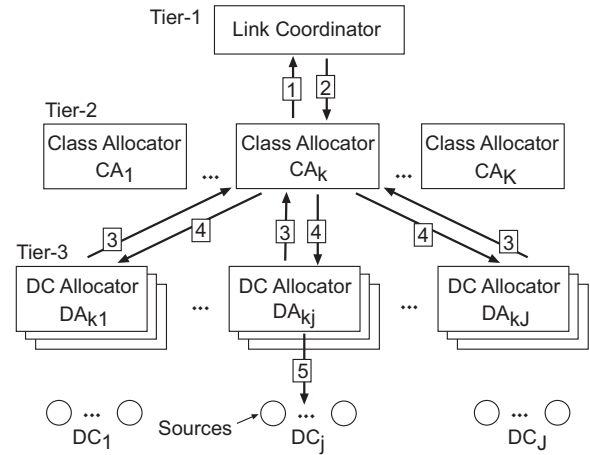 Tier-1
Link Coordinator
1
2
Tier-2
Class Allocator
CA1
...
Class Allocator
CAk
...
Class Allocator
CAK
3
4
3
4
4
3
Tier-3
DC Allocator
DAk1
...
DC Allocator
DAkj
...
DC Allocator
DAkJ
5
...
DC1
Sources
...
DCj
...
DCJ